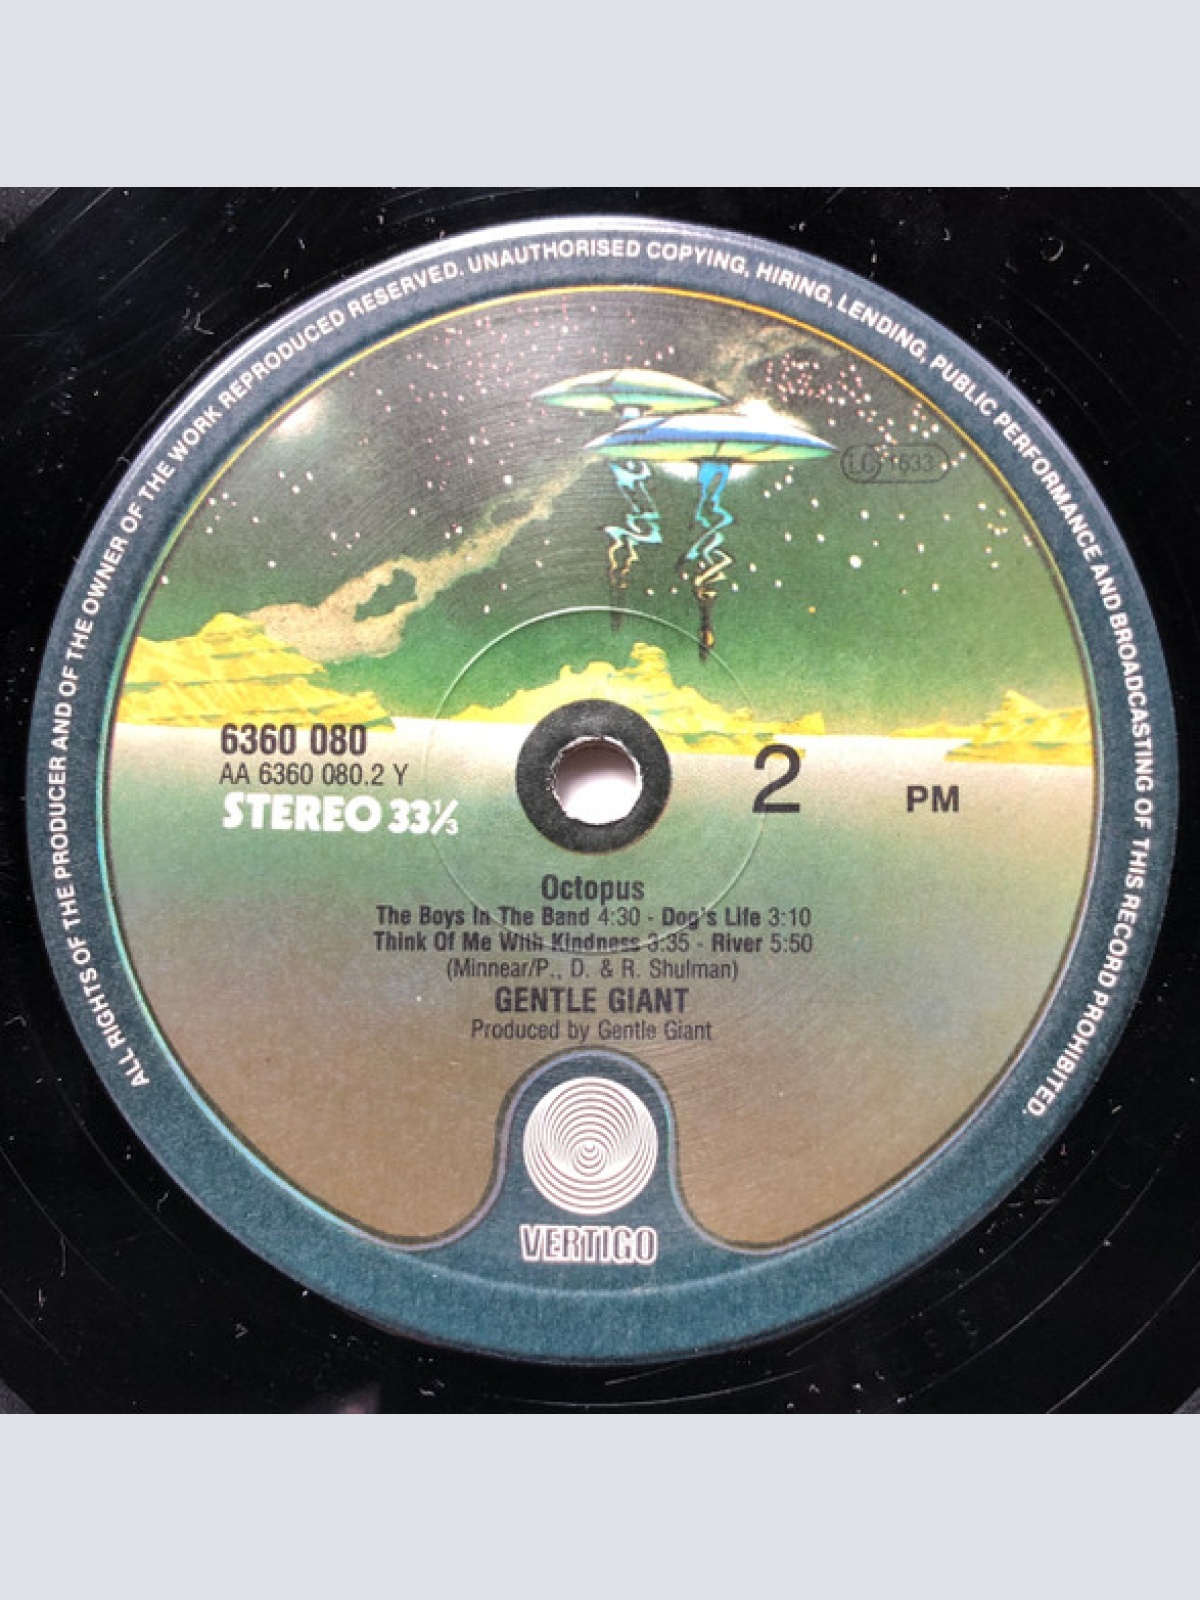 ALL RIGHTS OF THE PRODUCER AND OF THE OWNER OF THE WORK REPRODUCED RESERVED. UNAUTHORISED COPYING, HIRING, LENDING, PUBLIC PERFORMANCE AND BROADCASTING OF THIS RECORD PROHIBITED.
LC 1633
6360 080
AA 6360 080.2 Y
STEREO 33⅓
2
PM
Octopus
The Boys In The Band 4:30 - Dog's Life 3:10
Think Of Me With Kindness 3:35 - River 5:50
(Minnear/P., D. & R. Shulman)
GENTLE GIANT
Produced by Gentle Giant
VERTIGO